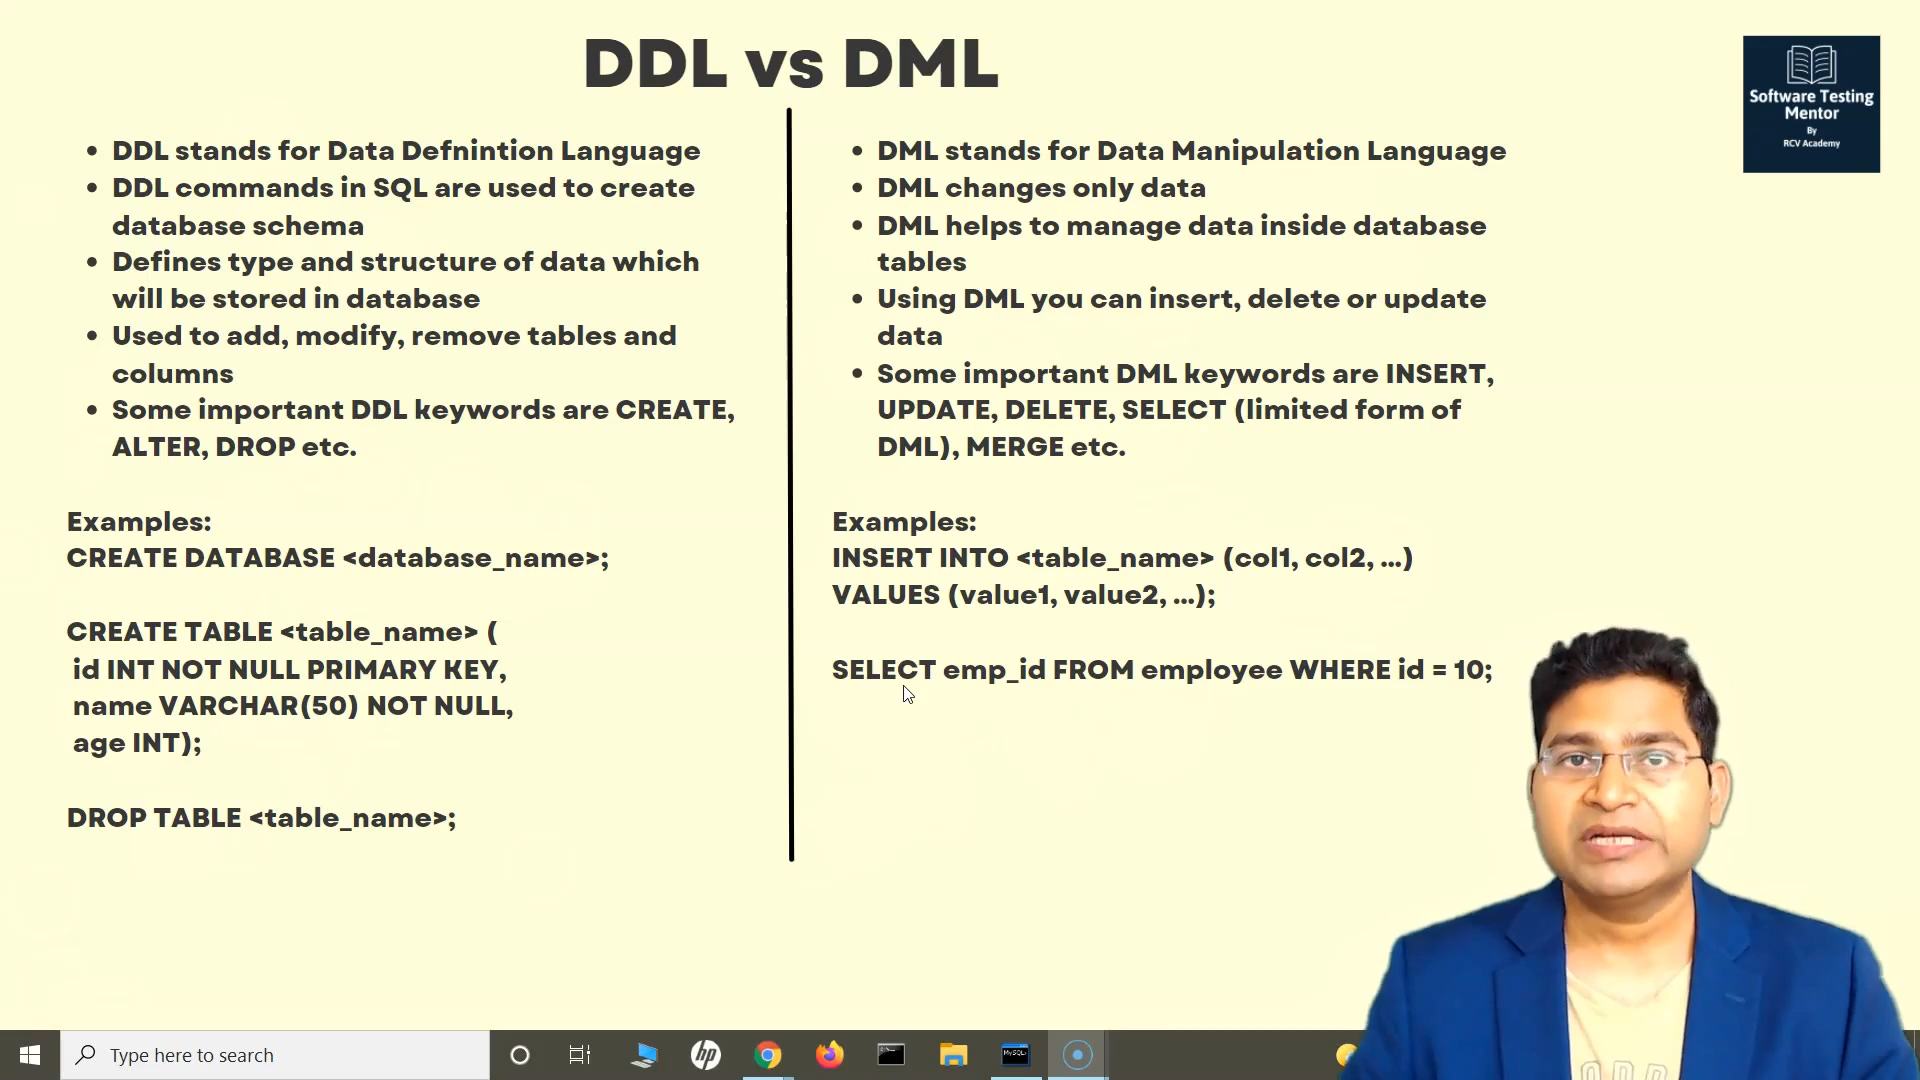 DDL vs DML
Software Testing
Mentor
By
RCV Academy
• DDL stands for Data Defnintion Language
• DDL commands in SQL are used to create
database schema
• Defines type and structure of data which
will be stored in database
• Used to add, modify, remove tables and
columns
• Some important DDL keywords are CREATE,
ALTER, DROP etc.
Examples:
CREATE DATABASE <database_name>;
CREATE TABLE <table_name> (
id INT NOT NULL PRIMARY KEY,
name VARCHAR(50) NOT NULL,
age INT);
DROP TABLE <table_name>;
• DML stands for Data Manipulation Language
• DML changes only data
• DML helps to manage data inside database
tables
• Using DML you can insert, delete or update
data
• Some important DML keywords are INSERT,
UPDATE, DELETE, SELECT (limited form of
DML), MERGE etc.
Examples:
INSERT INTO <table_name> (col1, col2, ...)
VALUES (value1, value2, ...);
SELECT emp_id FROM employee WHERE id = 10;
Type here to search
hp
MySQL